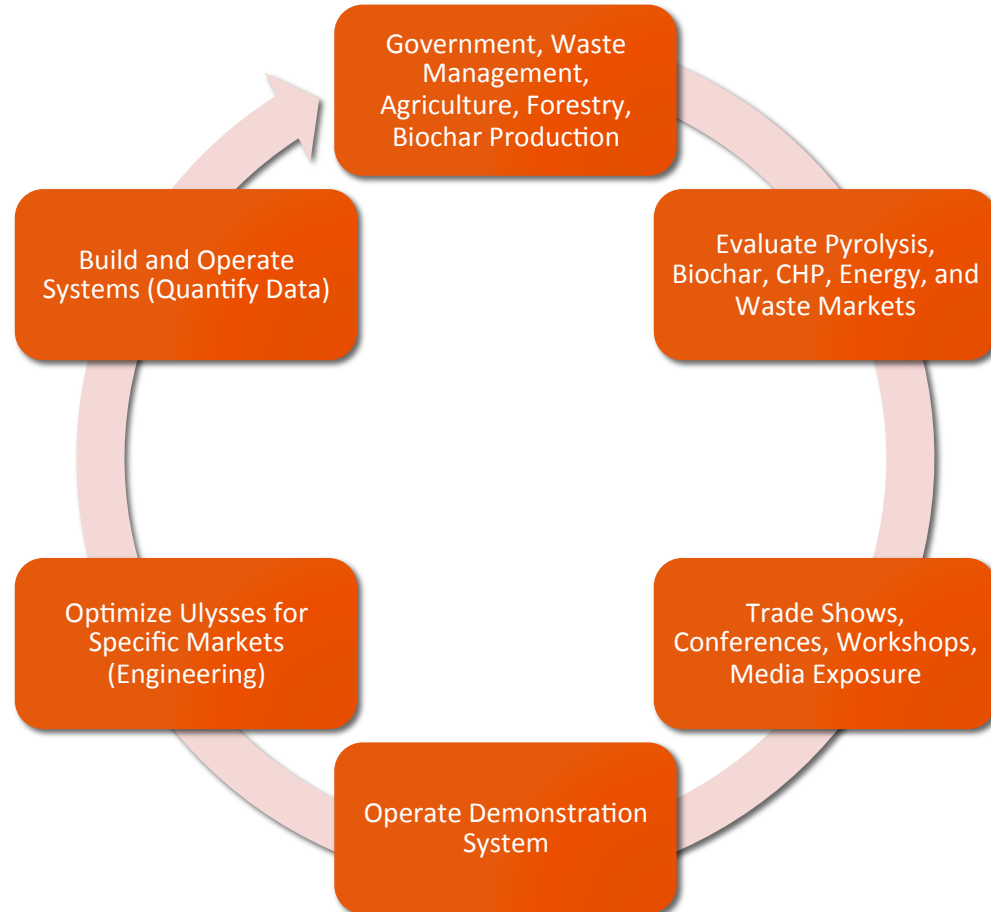 Government, Waste
Management,
Agriculture, Forestry,
Biochar Production
Evaluate Pyrolysis,
Biochar, CHP, Energy, and
Waste Markets
Trade Shows,
Conferences, Workshops,
Media Exposure
Operate Demonstration
System
Optimize Ulysses for
Specific Markets
(Engineering)
Build and Operate
Systems (Quantify Data)